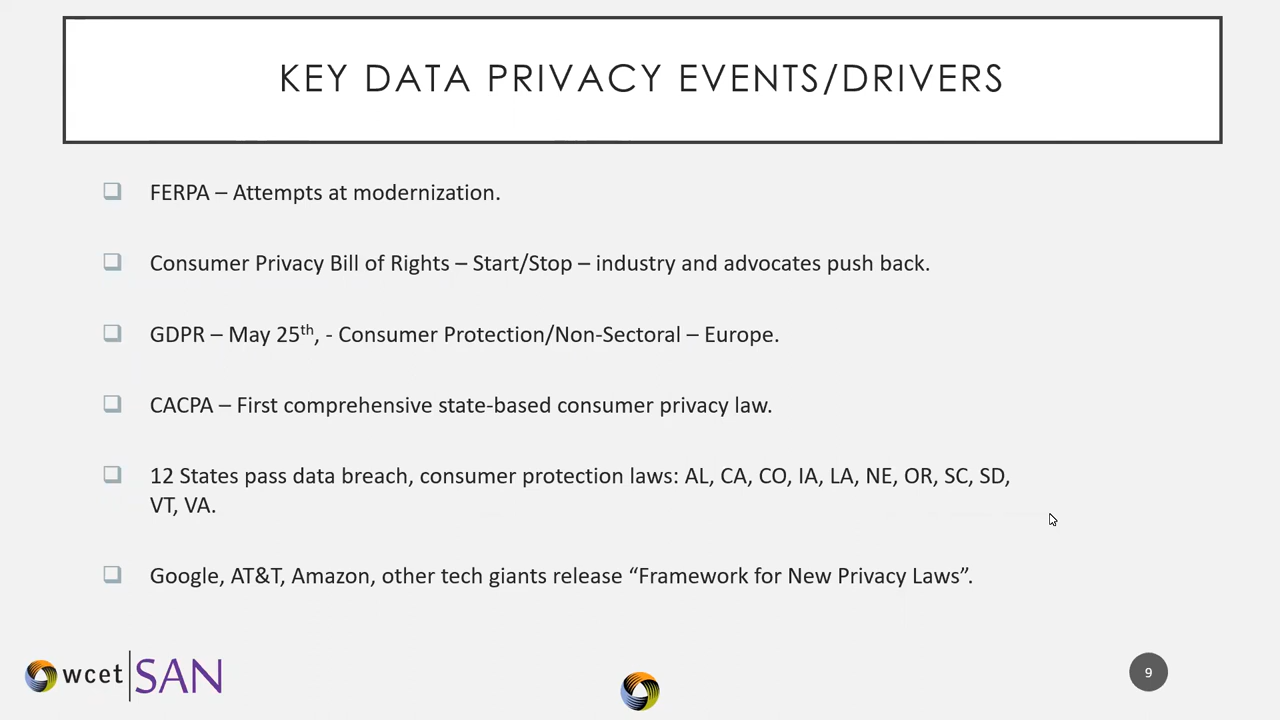 KEY DATA PRIVACY EVENTS/DRIVERS
FERPA – Attempts at modernization.
Consumer Privacy Bill of Rights – Start/Stop – industry and advocates push back.
GDPR – May 25th, - Consumer Protection/Non-Sectoral – Europe.
CACPA – First comprehensive state-based consumer privacy law.
12 States pass data breach, consumer protection laws: AL, CA, CO, IA, LA, NE, OR, SC, SD,
VT, VA.
Google, AT&T, Amazon, other tech giants release “Framework for New Privacy Laws”.
wcet SAN
9